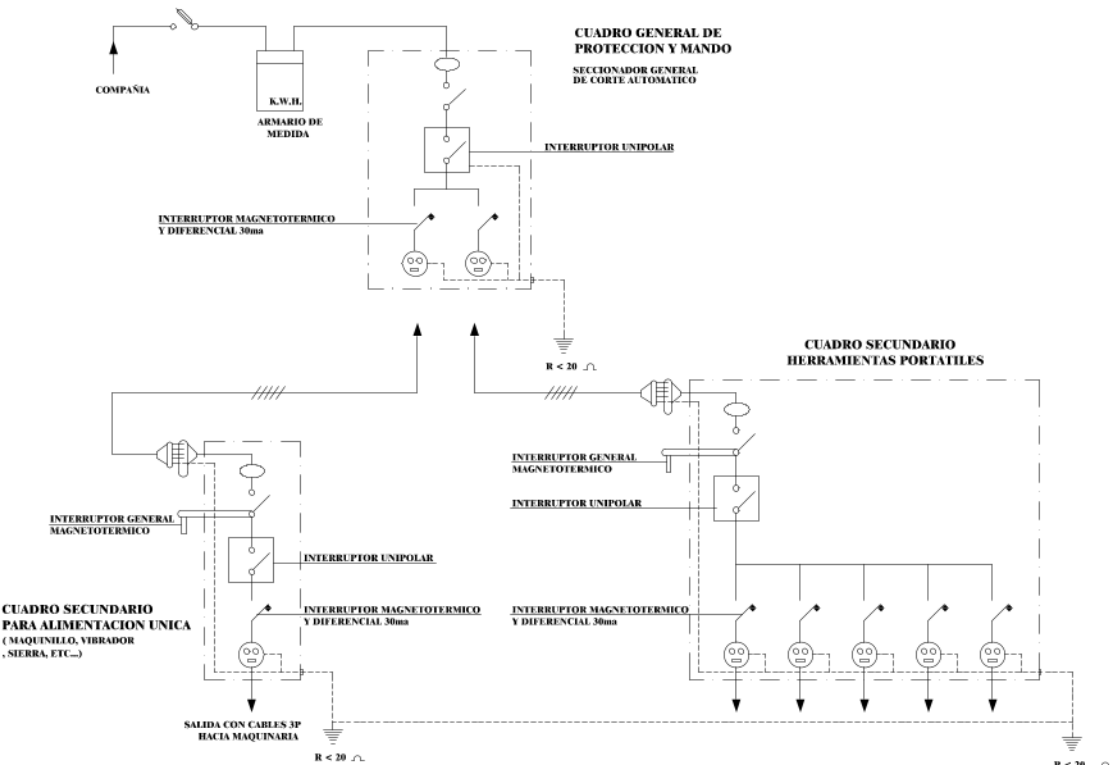 CUADRO GENERAL DE
PROTECCION Y MANDO
SECCIONADOR GENERAL
DE CORTE AUTOMATICO
COMPAÑIA
K.W.H.
ARMARIO DE
MEDIDA
INTERRUPTOR UNIPOLAR
INTERRUPTOR MAGNETOTERMICO
Y DIFERENCIAL 30ma
R < 20 Ω
CUADRO SECUNDARIO
HERRAMIENTAS PORTATILES
INTERRUPTOR GENERAL
MAGNETOTERMICO
INTERRUPTOR UNIPOLAR
INTERRUPTOR MAGNETOTERMICO
Y DIFERENCIAL 30ma
INTERRUPTOR GENERAL
MAGNETOTERMICO
INTERRUPTOR UNIPOLAR
CUADRO SECUNDARIO
PARA ALIMENTACION UNICA
( MAQUINILLO, VIBRADOR
, SIERRA, ETC...)
INTERRUPTOR MAGNETOTERMICO
Y DIFERENCIAL 30ma
SALIDA CON CABLES 3P
HACIA MAQUINARIA
R < 20 Ω
R < 20 Ω